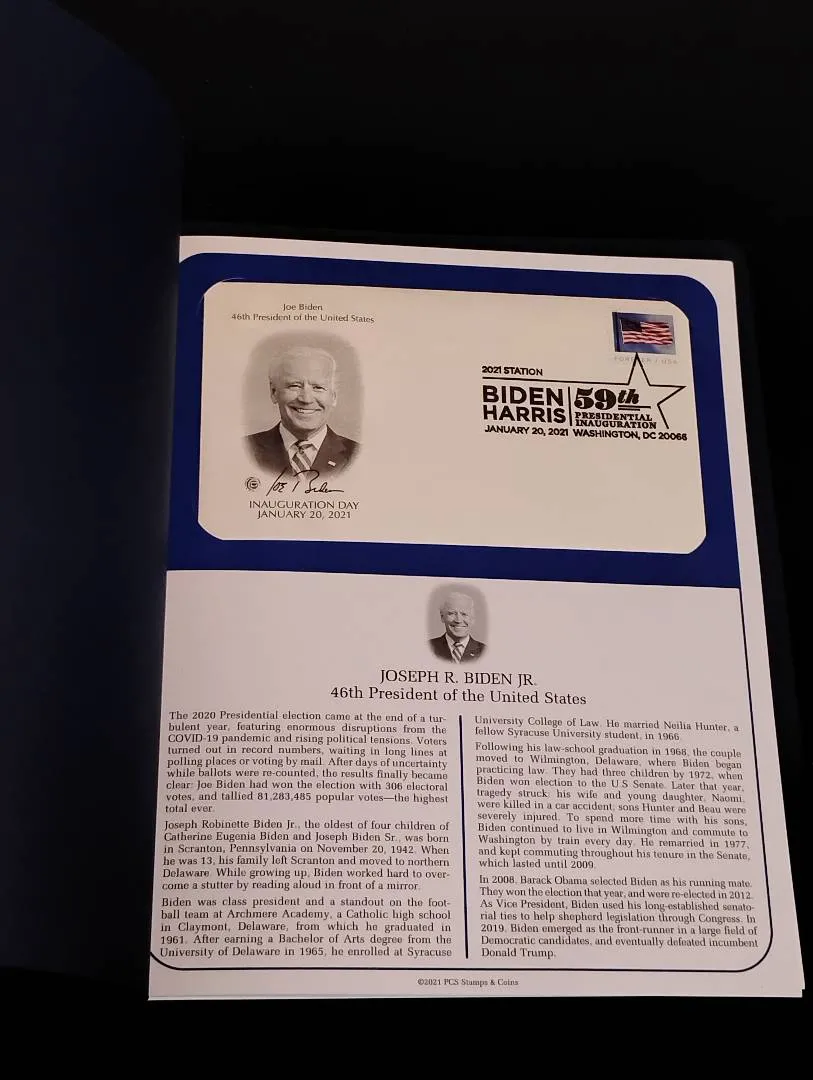 Joe Biden
46th President of the United States
FOREVER / USA
2021 STATION
BIDEN
HARRIS
59th
PRESIDENTIAL
INAUGURATION
JANUARY 20, 2021 WASHINGTON, DC 20066
Joe Biden
INAUGURATION DAY
JANUARY 20, 2021
JOSEPH R. BIDEN JR.
46th President of the United States
The 2020 Presidential election came at the end of a tur-
bulent year, featuring enormous disruptions from the
COVID-19 pandemic and rising political tensions. Voters
turned out in record numbers, waiting in long lines at
polling places or voting by mail. After days of uncertainty
while ballots were re-counted, the results finally became
clear: Joe Biden had won the election with 306 electoral
votes, and tallied 81,283,485 popular votes—the highest
total ever.
Joseph Robinette Biden Jr., the oldest of four children of
Catherine Eugenia Biden and Joseph Biden Sr., was born
in Scranton, Pennsylvania on November 20, 1942. When
he was 13, his family left Scranton and moved to northern
Delaware. While growing up, Biden worked hard to over-
come a stutter by reading aloud in front of a mirror.
Biden was class president and a standout on the foot-
ball team at Archmere Academy, a Catholic high school
in Claymont, Delaware, from which he graduated in
1961. After earning a Bachelor of Arts degree from the
University of Delaware in 1965, he enrolled at Syracuse
University College of Law. He married Neilia Hunter, a
fellow Syracuse University student, in 1966.
Following his law-school graduation in 1968, the couple
moved to Wilmington, Delaware, where Biden began
practicing law. They had three children by 1972, when
Biden won election to the U.S Senate. Later that year,
tragedy struck: his wife and young daughter, Naomi,
were killed in a car accident; sons Hunter and Beau were
severely injured. To spend more time with his sons,
Biden continued to live in Wilmington and commute to
Washington by train every day. He remarried in 1977,
and kept commuting throughout his tenure in the Senate,
which lasted until 2009.
In 2008, Barack Obama selected Biden as his running mate.
They won the election that year, and were re-elected in 2012.
As Vice President, Biden used his long-established senato-
rial ties to help shepherd legislation through Congress. In
2019, Biden emerged as the front-runner in a large field of
Democratic candidates, and eventually defeated incumbent
Donald Trump.
©2021 PCS Stamps & Coins